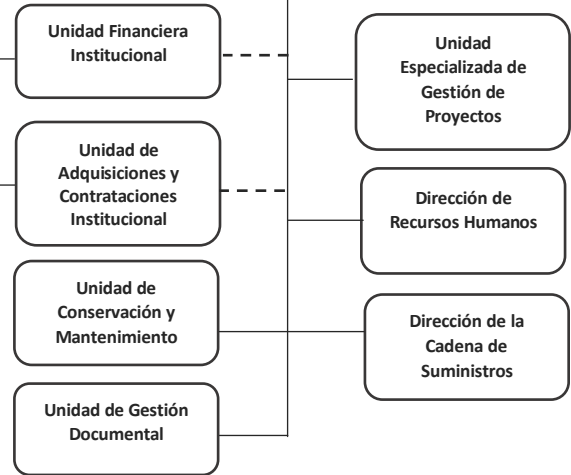 Unidad Financiera
Institucional
Unidad
Especializada de
Gestión de
Proyectos
Unidad de
Adquisiciones y
Contrataciones
Institucional
Dirección de
Recursos Humanos
Unidad de
Conservación y
Mantenimiento
Dirección de la
Cadena de
Suministros
Unidad de Gestión
Documental